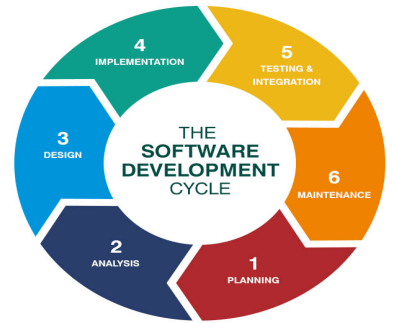 THE
SOFTWARE
DEVELOPMENT
CYCLE
1
PLANNING
2
ANALYSIS
3
DESIGN
4
IMPLEMENTATION
5
TESTING &
INTEGRATION
6
MAINTENANCE